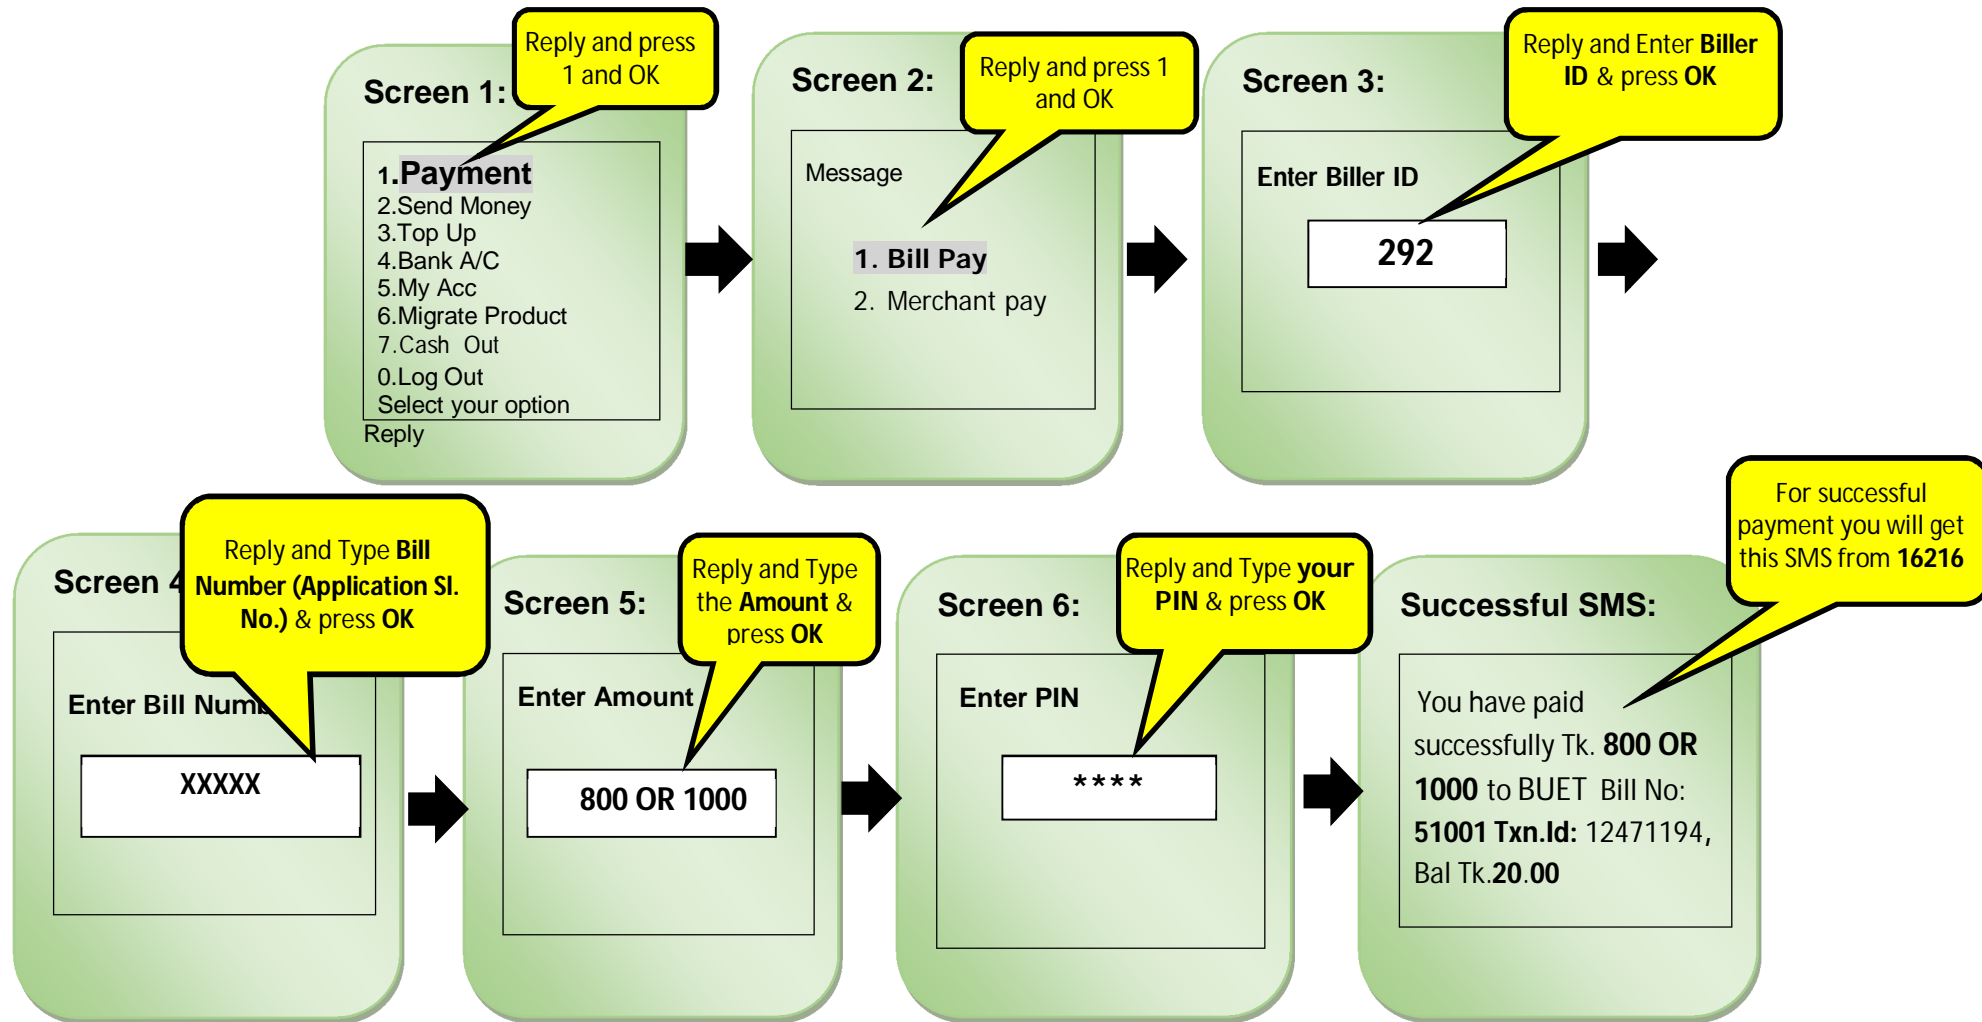 Reply and press
1 and OK
Screen 1:
1.Payment
2.Send Money
3.Top Up
4.Bank A/C
5.My Acc
6.Migrate Product
7.Cash Out
0.Log Out
Select your option
Reply
Reply and press 1
and OK
Screen 2:
Message
1. Bill Pay
2. Merchant pay
Reply and Enter Biller
ID & press OK
Screen 3:
Enter Biller ID
292
Reply and Type Bill
Number (Application Sl.
No.) & press OK
Screen 4
Enter Bill Numb
XXXXX
Reply and Type
the Amount &
press OK
Screen 5:
Enter Amount
800 OR 1000
Reply and Type your
PIN & press OK
Screen 6:
Enter PIN
****
For successful
payment you will get
this SMS from 16216
Successful SMS:
You have paid
successfully Tk. 800 OR
1000 to BUET Bill No:
51001 Txn.Id: 12471194,
Bal Tk.20.00